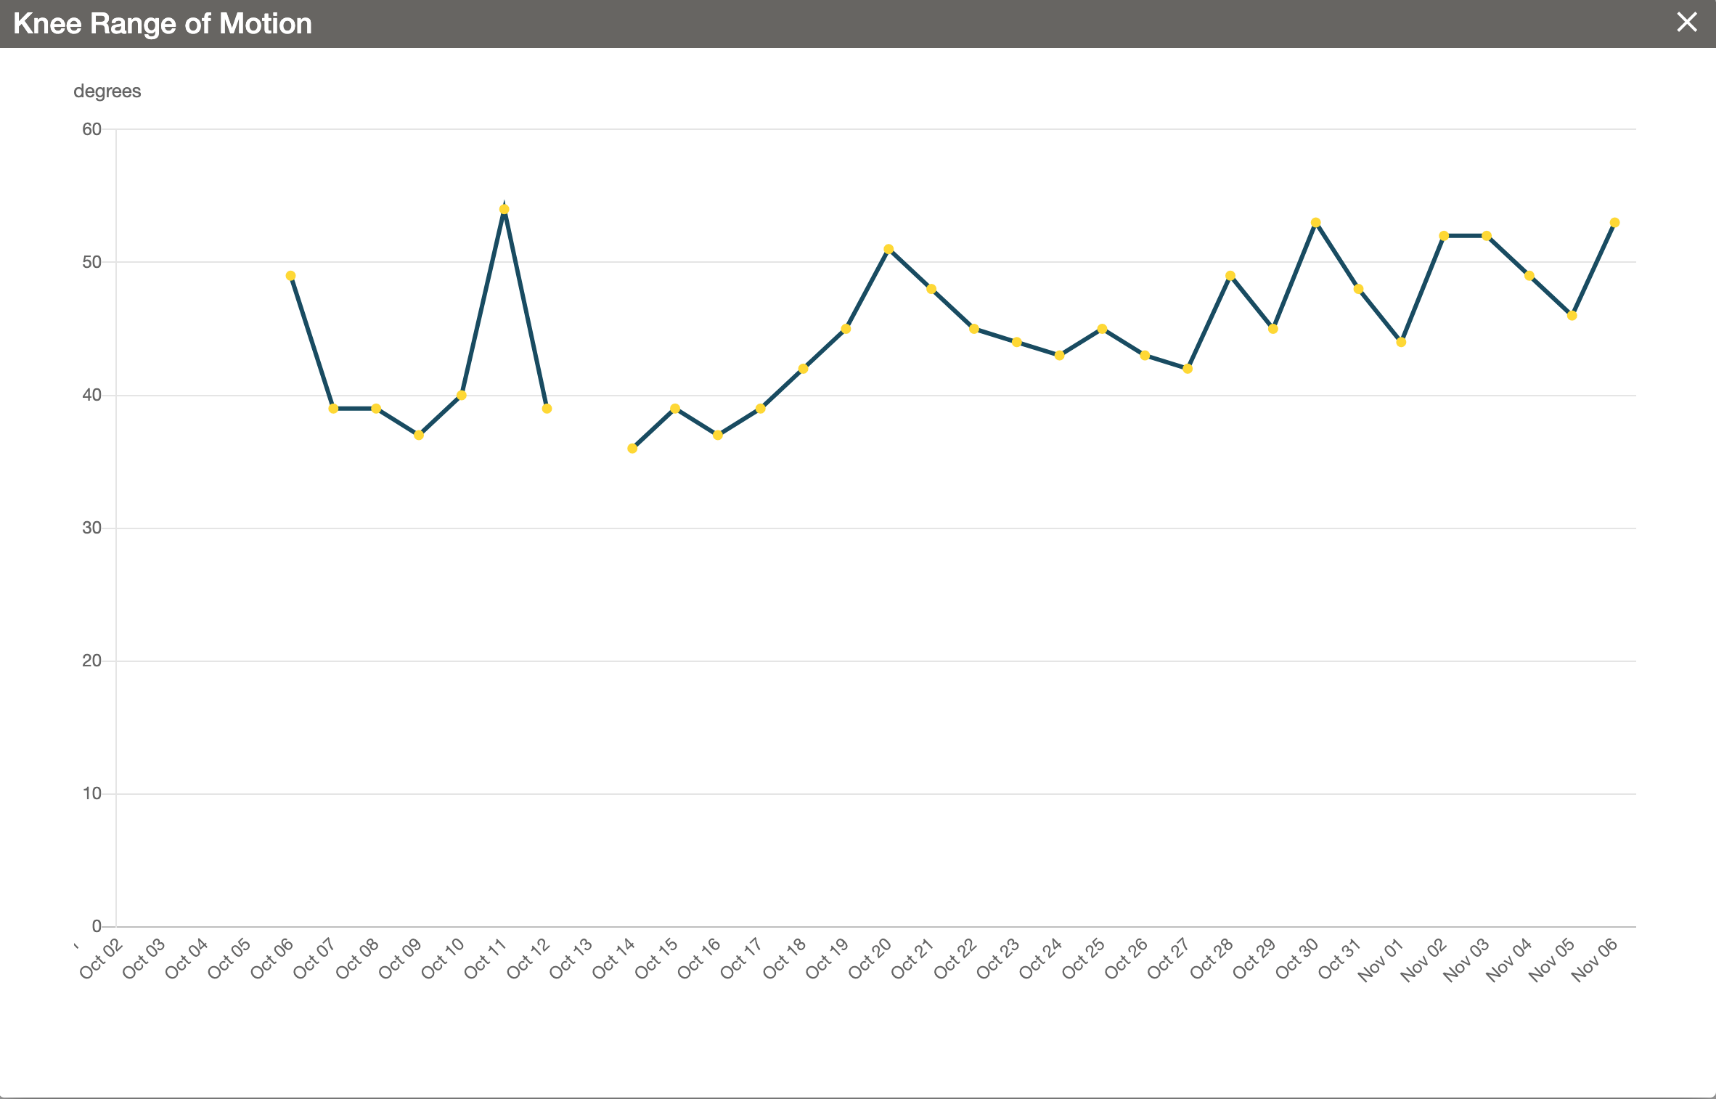 Knee Range of Motion
degrees
60
50
40
30
20
10
0
Oct 02
Oct 03
Oct 04
Oct 05
Oct 06
Oct 07
Oct 08
Oct 09
Oct 10
Oct 11
Oct 12
Oct 13
Oct 14
Oct 15
Oct 16
Oct 17
Oct 18
Oct 19
Oct 20
Oct 21
Oct 22
Oct 23
Oct 24
Oct 25
Oct 26
Oct 27
Oct 28
Oct 29
Oct 30
Oct 31
Nov 01
Nov 02
Nov 03
Nov 04
Nov 05
Nov 06